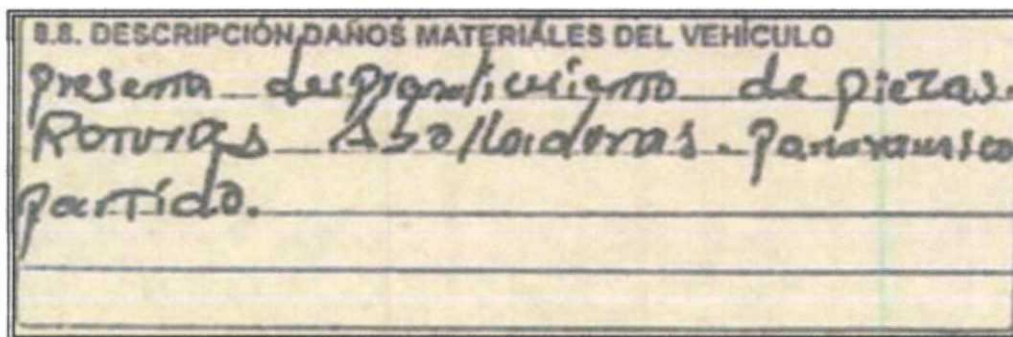 8.8. DESCRIPCIÓN DAÑOS MATERIALES DEL VEHÍCULO
presenta desprendimiento de piezas.
Roturas Abolladuras. panoramico
partido.